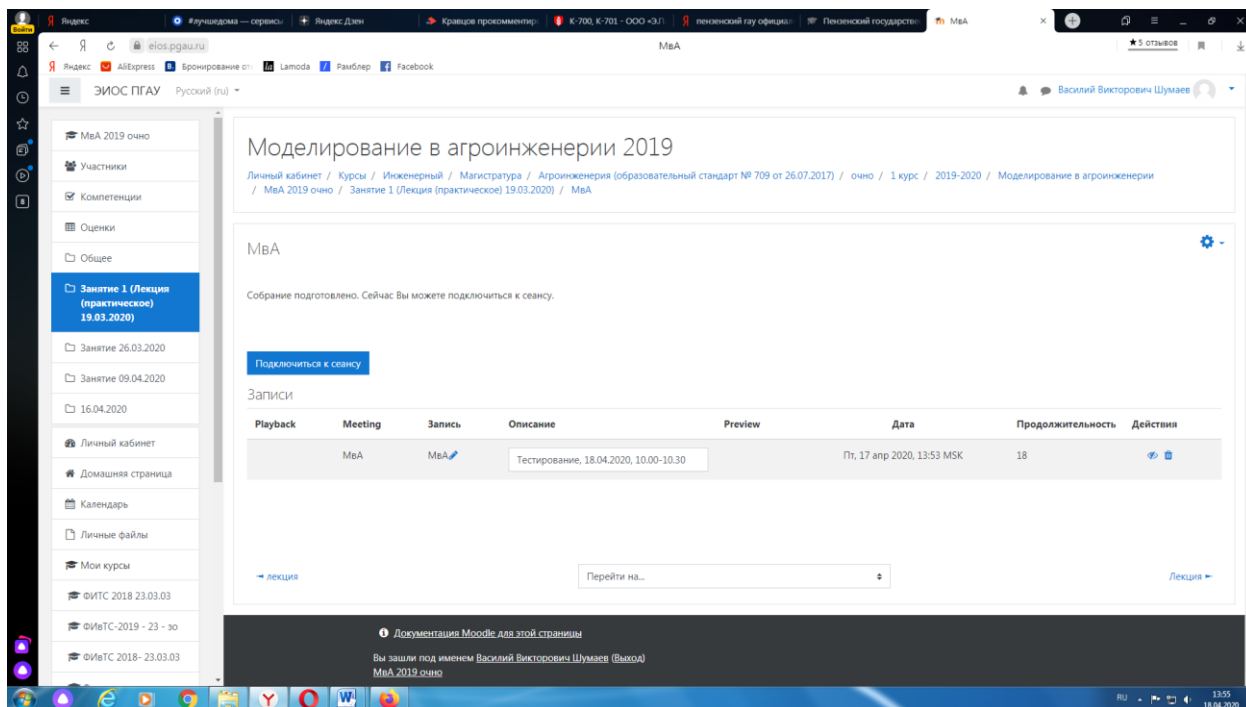 Яндекс
#лучшедома — сервисы
Яндекс.Дзен
Кравцов прокомментир
К-700, К-701 - ООО «Э.Г
пензенский гау официал
Пензенский государстве
МвА
Войти
eios.pgau.ru
МвА
★5 отзывов
Яндекс
AliExpress
Бронирование от
Lamoda
Рамблер
Facebook
ЭИОС ПГАУ
Русский (ru)
Василий Викторович Шумаев
МвА 2019 очно
Участники
Компетенции
Оценки
Общее
Занятие 1 (Лекция
(практическое)
19.03.2020)
Занятие 26.03.2020
Занятие 09.04.2020
16.04.2020
Личный кабинет
Домашняя страница
Календарь
Личные файлы
Мои курсы
ФИТС 2018 23.03.03
ФИвТС-2019 - 23 - зо
ФИвТС 2018- 23.03.03
Моделирование в агроинженерии 2019
Личный кабинет / Курсы / Инженерный / Магистратура / Агроинженерия (образовательный стандарт № 709 от 26.07.2017) / очно / 1 курс / 2019-2020 / Моделирование в агроинженерии
/ МвА 2019 очно / Занятие 1 (Лекция (практическое) 19.03.2020) / МвА
МвА
Собрание подготовлено. Сейчас Вы можете подключиться к сеансу.
Подключиться к сеансу
Записи
Playback Meeting Запись Описание Preview Дата Продолжительность Действия
МвА МвА Тестирование, 18.04.2020, 10.00-10.30 Пт, 17 апр 2020, 13:53 MSK 18
лекция
Перейти на...
Лекция
Документация Moodle для этой страницы
Вы зашли под именем Василий Викторович Шумаев (Выход)
МвА 2019 очно
RU
13:55
18.04.2020